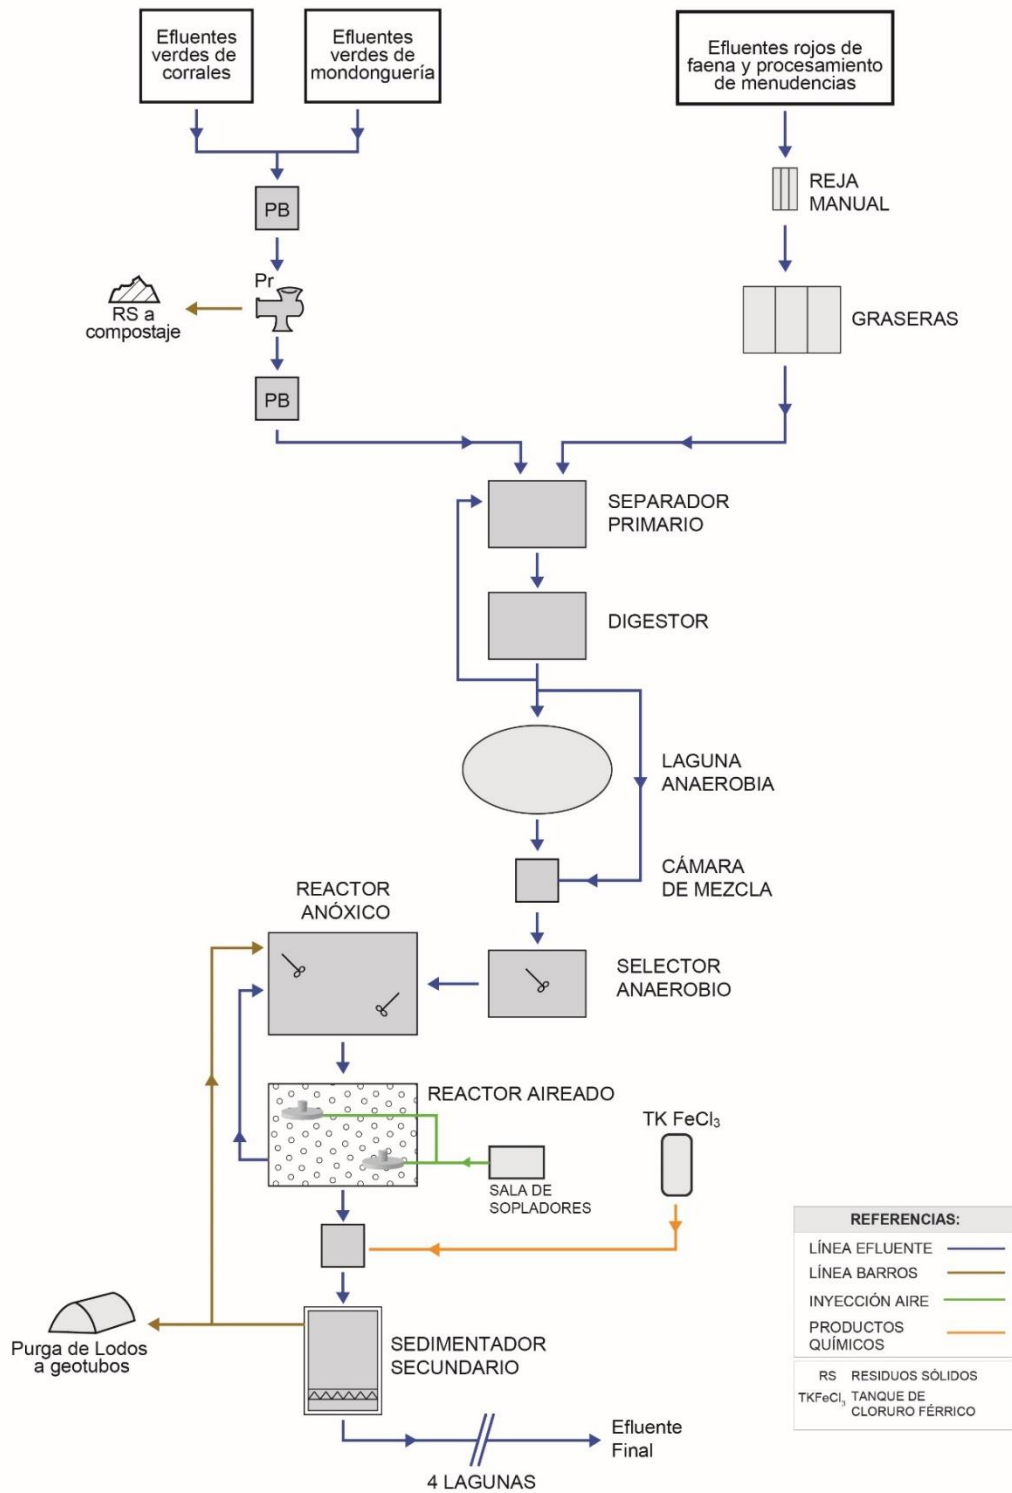 Efluentes
verdes de
corrales
Efluentes
verdes de
mondonguería
Efluentes rojos de
faena y procesamiento
de menudencias
REJA
MANUAL
PB
Pr
RS a
compostaje
GRASERAS
PB
SEPARADOR
PRIMARIO
DIGESTOR
LAGUNA
ANAEROBIA
CÁMARA
DE MEZCLA
REACTOR
ANÓXICO
SELECTOR
ANAEROBIO
REACTOR AIREADO
TK FeCl₃
SALA DE
SOPLADORES
Purga de Lodos
a geotubos
SEDIMENTADOR
SECUNDARIO
Efluente
Final
4 LAGUNAS
REFERENCIAS:
LÍNEA EFLUENTE
LÍNEA BARROS
INYECCIÓN AIRE
PRODUCTOS
QUÍMICOS
RS RESIDUOS SÓLIDOS
TKFeCl₃ TANQUE DE
CLORURO FÉRRICO